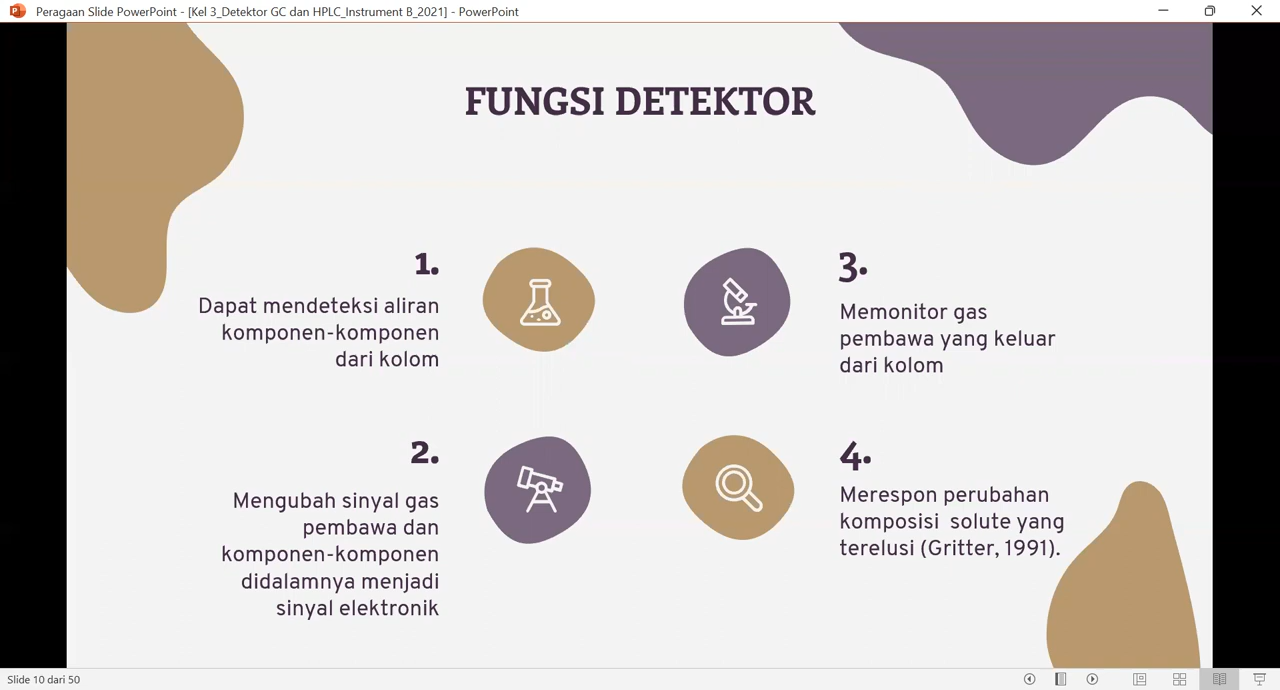 Peragaan Slide PowerPoint - [Kel 3_Detektor GC dan HPLC_Instrument B_2021] - PowerPoint
FUNGSI DETEKTOR
1.
Dapat mendeteksi aliran
komponen-komponen
dari kolom
2.
Mengubah sinyal gas
pembawa dan
komponen-komponen
didalamnya menjadi
sinyal elektronik
3.
Memonitor gas
pembawa yang keluar
dari kolom
4.
Merespon perubahan
komposisi  solute yang
terelusi (Gritter, 1991).
Slide 10 dari 50